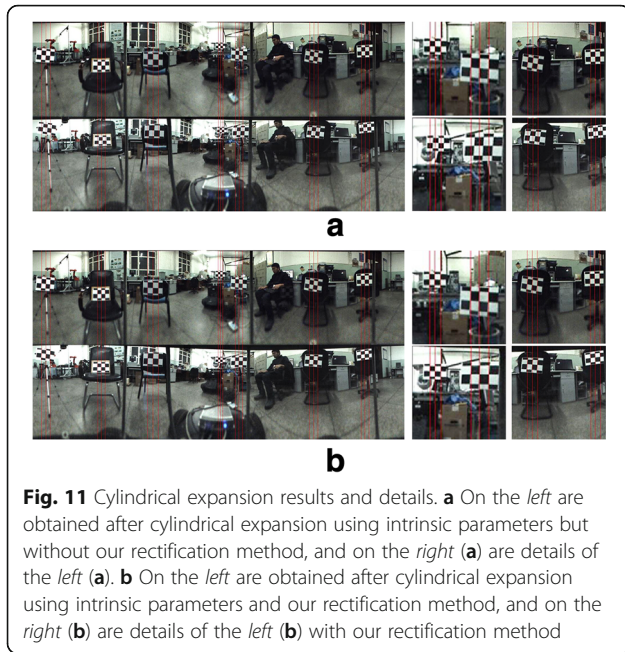 a
b
Fig. 11 Cylindrical expansion results and details. a On the left are
obtained after cylindrical expansion using intrinsic parameters but
without our rectification method, and on the right (a) are details of
the left (a). b On the left are obtained after cylindrical expansion
using intrinsic parameters and our rectification method, and on the
right (b) are details of the left (b) with our rectification method